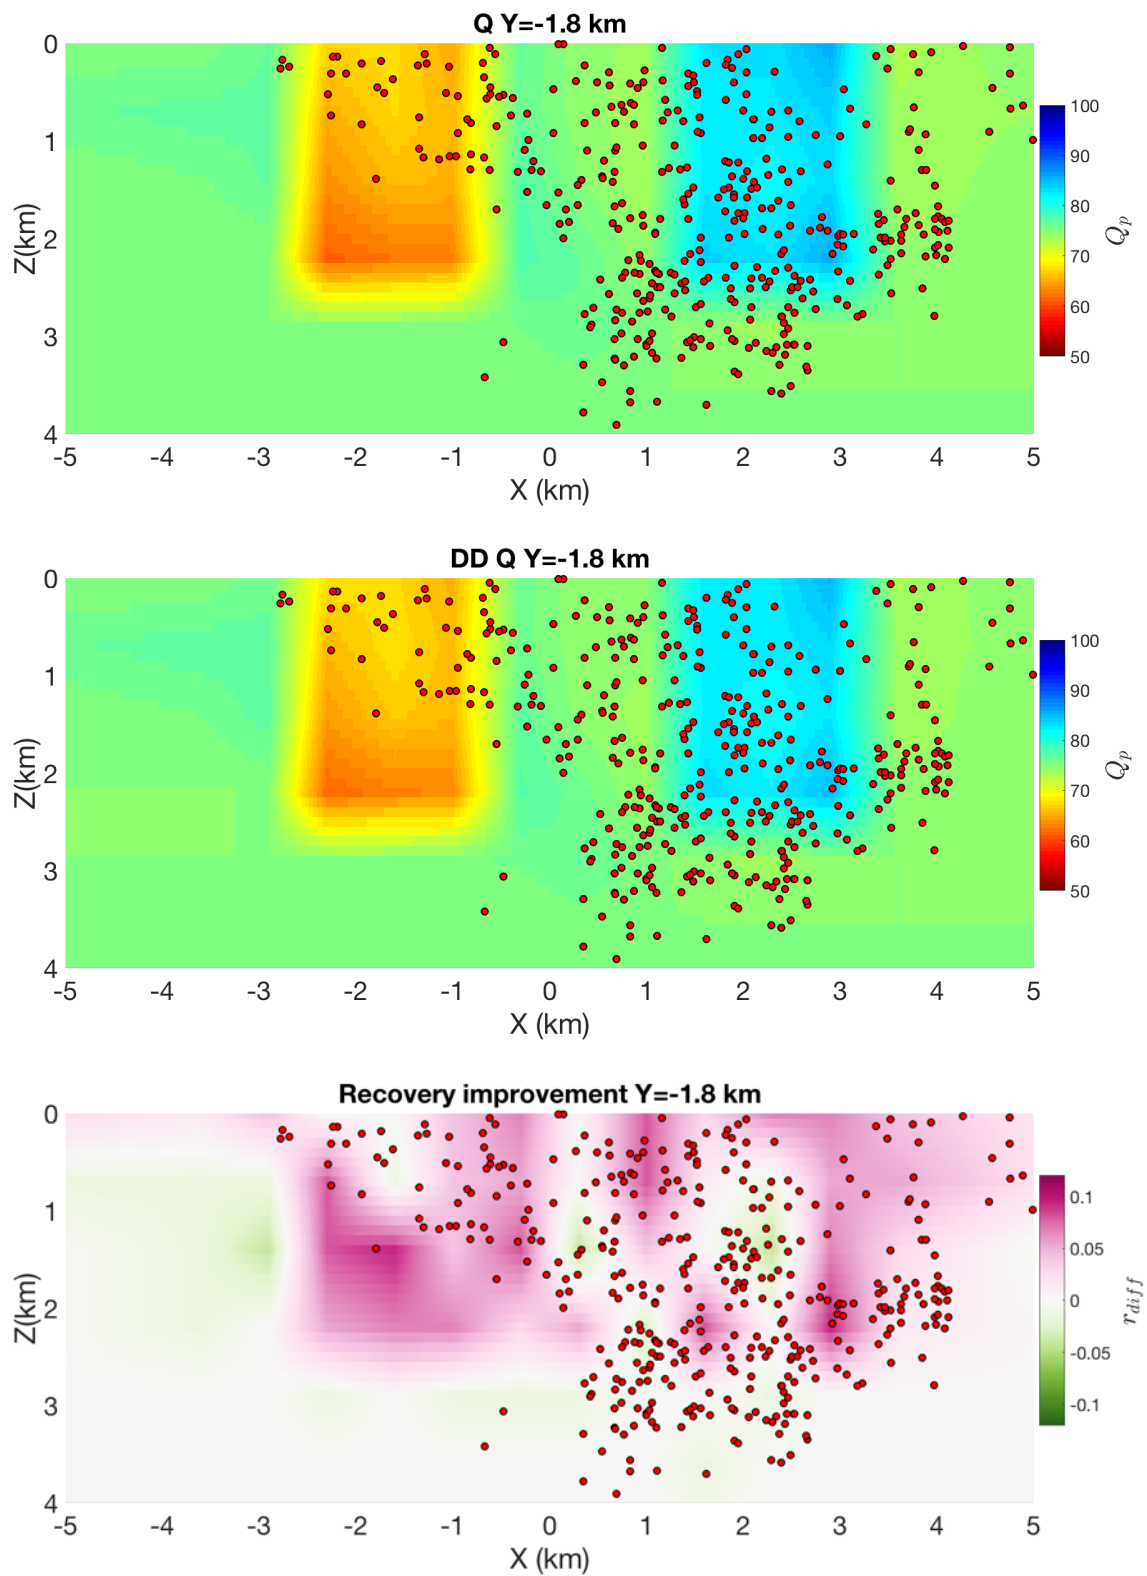 Q Y=-1.8 km
0
1
2
3
4
Z(km)
-5 -4 -3 -2 -1 0 1 2 3 4 5
X (km)
100
90
80
70
60
50
Qp
DD Q Y=-1.8 km
0
1
2
3
4
Z(km)
-5 -4 -3 -2 -1 0 1 2 3 4 5
X (km)
100
90
80
70
60
50
Qp
Recovery improvement Y=-1.8 km
0
1
2
3
4
Z(km)
-5 -4 -3 -2 -1 0 1 2 3 4 5
X (km)
0.1
0.05
0
-0.05
-0.1
rdiff